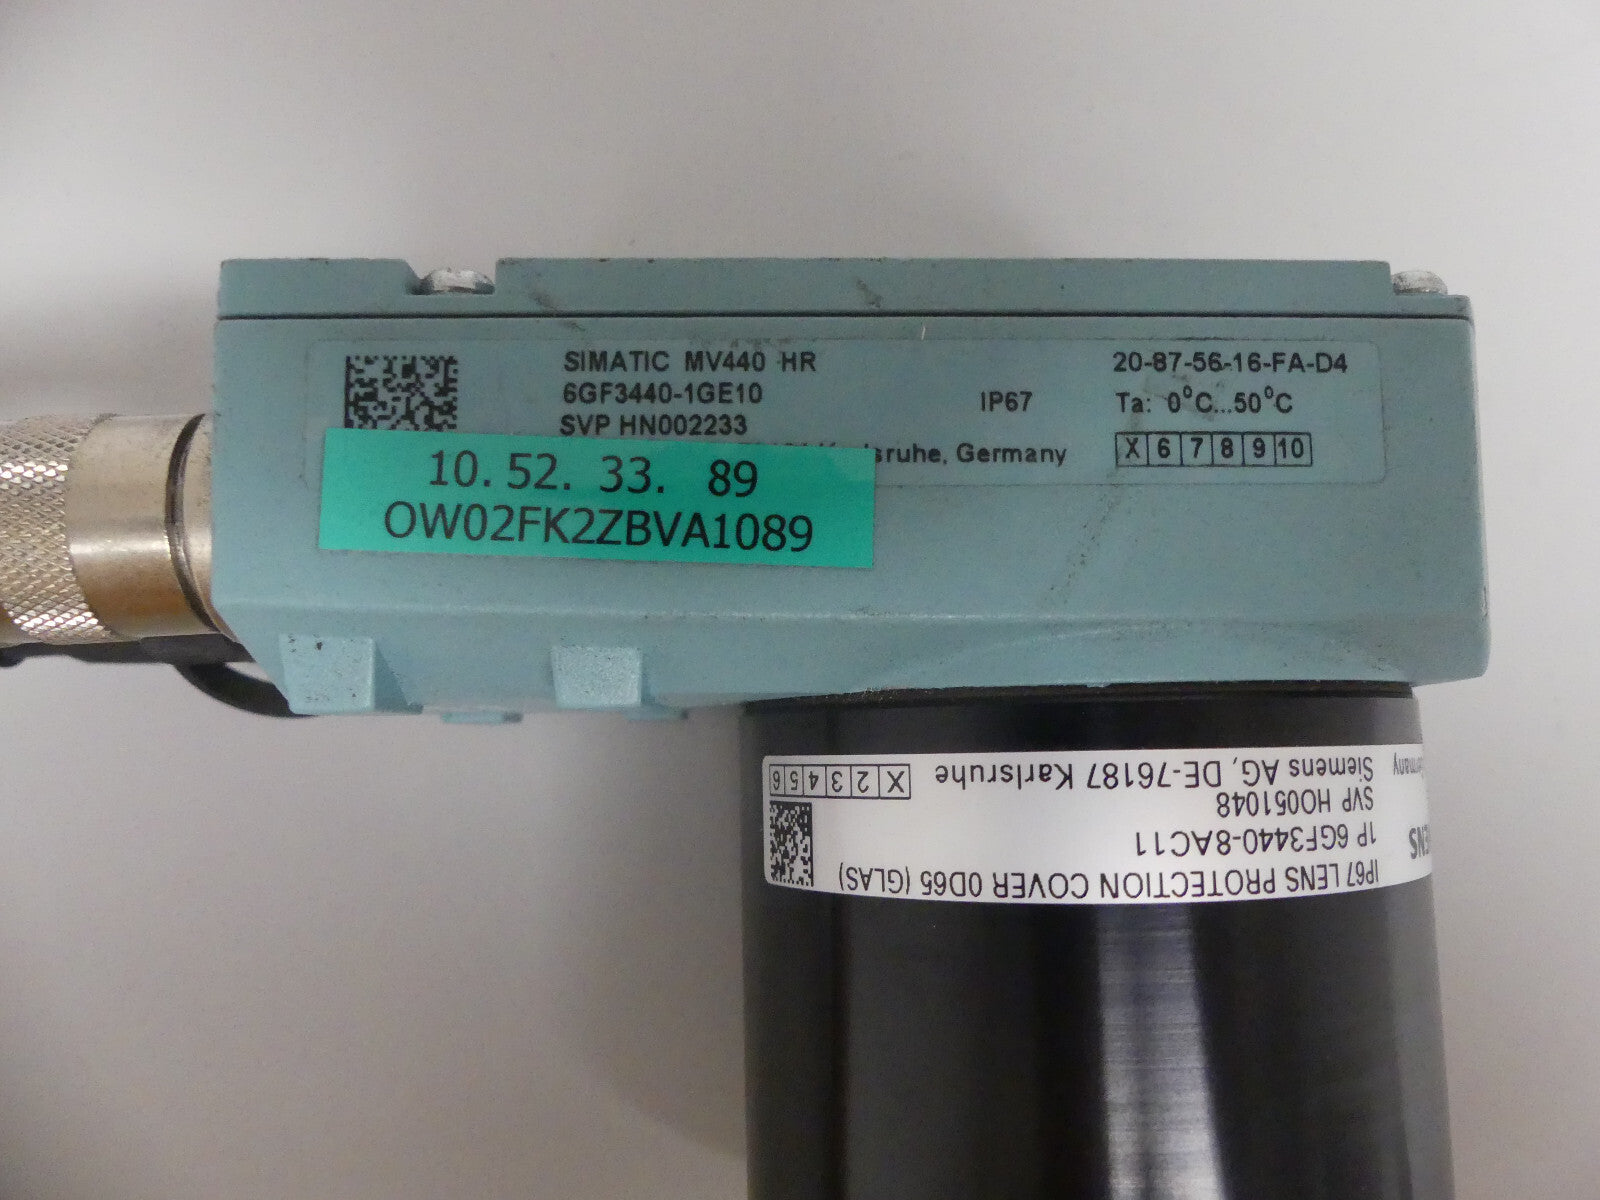 SIMATIC MV440 HR
6GF3440-1GE10
SVP HN002233
Karlsruhe, Germany
IP67
20-87-56-16-FA-D4
Ta: 0°C...50°C
X 6 7 8 9 10
10. 52. 33. 89
OW02FK2ZBVA1089
IP67 LENS PROTECTION COVER 0D65 (GLAS)
1P 6GF3440-8AC11
SVP HO051048
Siemens AG, DE-76187 Karlsruhe
X 2 3 4 5 6